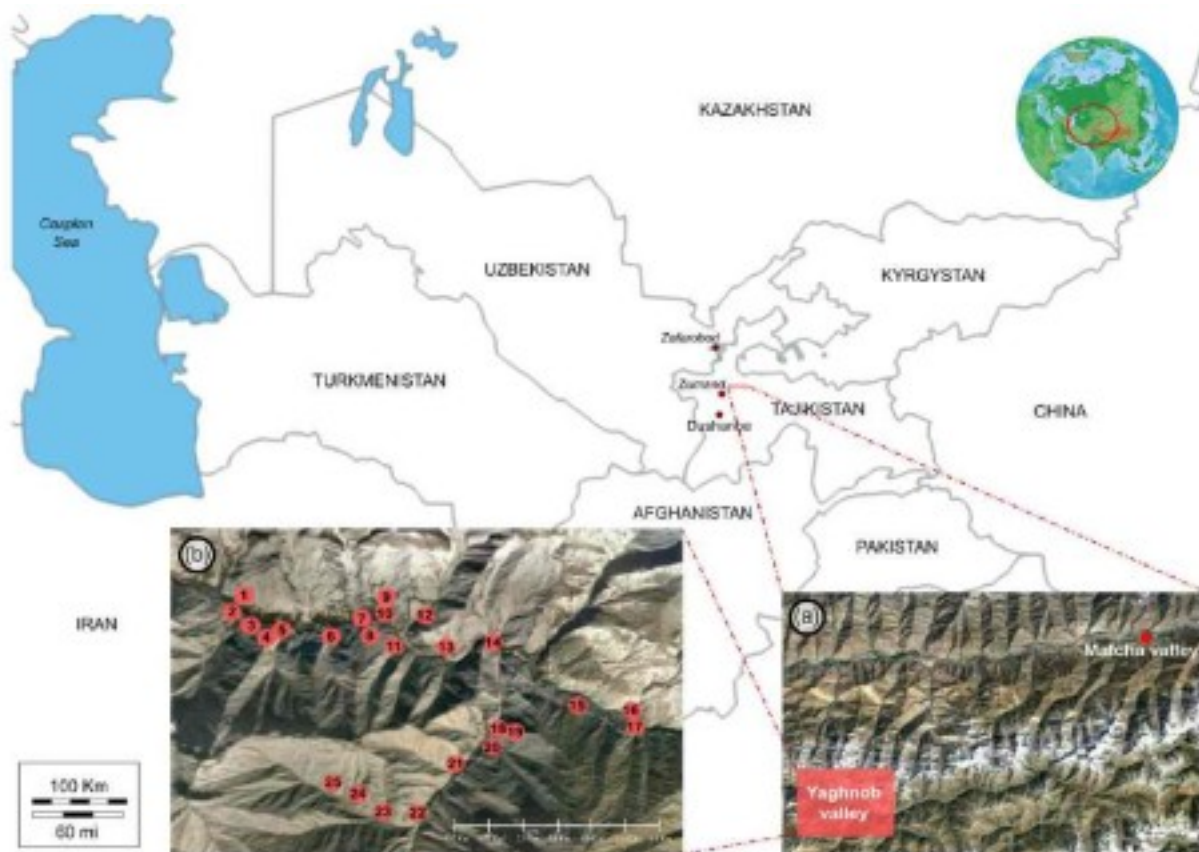 KAZAKHSTAN
Caspian
Sea
UZBEKISTAN
KYRGYSTAN
Zafarobod
TURKMENISTAN
Zumand
TAJIKISTAN
CHINA
Dushanbe
AFGHANISTAN
PAKISTAN
IRAN
(b)
1
2
3
4
5
6
7
8
9
10
11
12
13
14
15
16
17
18
19
20
21
22
23
24
25
(a)
Matcha valley
Yaghnob
valley
100 Km
60 mi